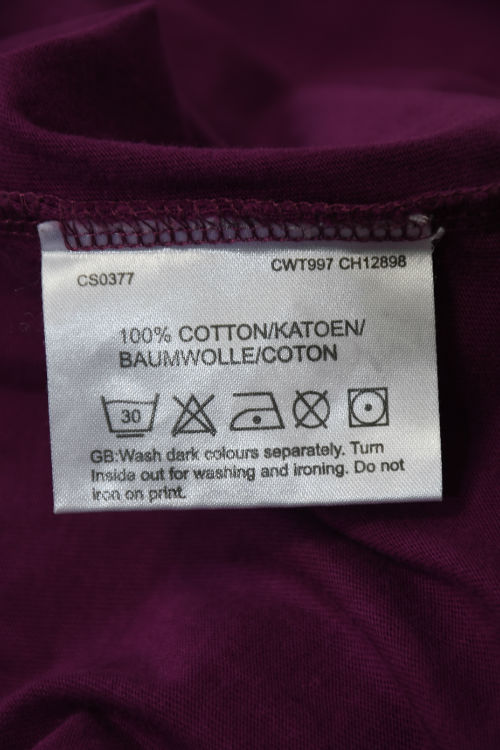 CS0377
CWT997 CH12898
100% COTTON/KATOEN/
BAUMWOLLE/COTON
30
GB:Wash dark colours separately. Turn
Inside out for washing and ironing. Do not
iron on print.